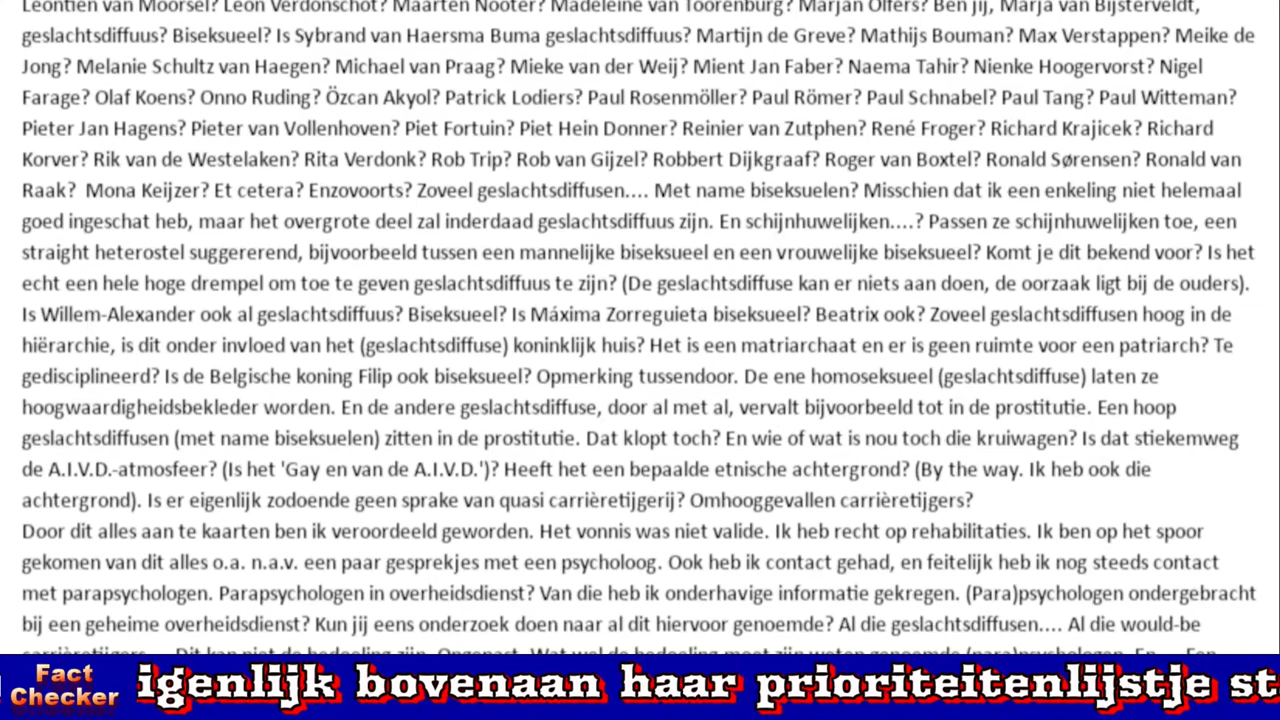 Leontien van Moorsel? Leon Verdonschot? Maarten Nooter? Madeleine van Toorenburg? Marjan Olfers? Ben jij, Marja van Bijsterveldt,
geslachtsdiffuus? Biseksueel? Is Sybrand van Haersma Buma geslachtsdiffuus? Martijn de Greve? Mathijs Bouman? Max Verstappen? Meike de
Jong? Melanie Schultz van Haegen? Michael van Praag? Mieke van der Weij? Mient Jan Faber? Naema Tahir? Nienke Hoogervorst? Nigel
Farage? Olaf Koens? Onno Ruding? Özcan Akyol? Patrick Lodiers? Paul Rosenmöller? Paul Römer? Paul Schnabel? Paul Tang? Paul Witteman?
Pieter Jan Hagens? Pieter van Vollenhoven? Piet Fortuin? Piet Hein Donner? Reinier van Zutphen? René Froger? Richard Krajicek? Richard
Korver? Rik van de Westelaken? Rita Verdonk? Rob Trip? Rob van Gijzel? Robbert Dijkgraaf? Roger van Boxtel? Ronald Sørensen? Ronald van
Raak?  Mona Keijzer? Et cetera? Enzovoorts? Zoveel geslachtsdiffusen.... Met name biseksuelen? Misschien dat ik een enkeling niet helemaal
goed ingeschat heb, maar het overgrote deel zal inderdaad geslachtsdiffuus zijn. En schijnhuwelijken....? Passen ze schijnhuwelijken toe, een
straight heterostel suggererend, bijvoorbeeld tussen een mannelijke biseksueel en een vrouwelijke biseksueel? Komt je dit bekend voor? Is het
echt een hele hoge drempel om toe te geven geslachtsdiffuus te zijn? (De geslachtsdiffuse kan er niets aan doen, de oorzaak ligt bij de ouders).
Is Willem-Alexander ook al geslachtsdiffuus? Biseksueel? Is Máxima Zorreguieta biseksueel? Beatrix ook? Zoveel geslachtsdiffusen hoog in de
hiërarchie, is dit onder invloed van het (geslachtsdiffuse) koninklijk huis? Het is een matriarchaat en er is geen ruimte voor een patriarch? Te
gedisciplineerd? Is de Belgische koning Filip ook biseksueel? Opmerking tussendoor. De ene homoseksueel (geslachtsdiffuse) laten ze
hoogwaardigheidsbekleder worden. En de andere geslachtsdiffuse, door al met al, vervalt bijvoorbeeld tot in de prostitutie. Een hoop
geslachtsdiffusen (met name biseksuelen) zitten in de prostitutie. Dat klopt toch? En wie of wat is nou toch die kruiwagen? Is dat stiekemweg
de A.I.V.D.-atmosfeer? (Is het 'Gay en van de A.I.V.D.')? Heeft het een bepaalde etnische achtergrond? (By the way. Ik heb ook die
achtergrond). Is er eigenlijk zodoende geen sprake van quasi carrièretijgerij? Omhooggevallen carrièretijgers?
Door dit alles aan te kaarten ben ik veroordeeld geworden. Het vonnis was niet valide. Ik heb recht op rehabilitaties. Ik ben op het spoor
gekomen van dit alles o.a. n.a.v. een paar gesprekjes met een psycholoog. Ook heb ik contact gehad, en feitelijk heb ik nog steeds contact
met parapsychologen. Parapsychologen in overheidsdienst? Van die heb ik onderhavige informatie gekregen. (Para)psychologen ondergebracht
bij een geheime overheidsdienst? Kun jij eens onderzoek doen naar al dit hiervoor genoemde? Al die geslachtsdiffusen.... Al die would-be
Fact
Checker
igenlijk bovenaan haar prioriteitenlijstje st